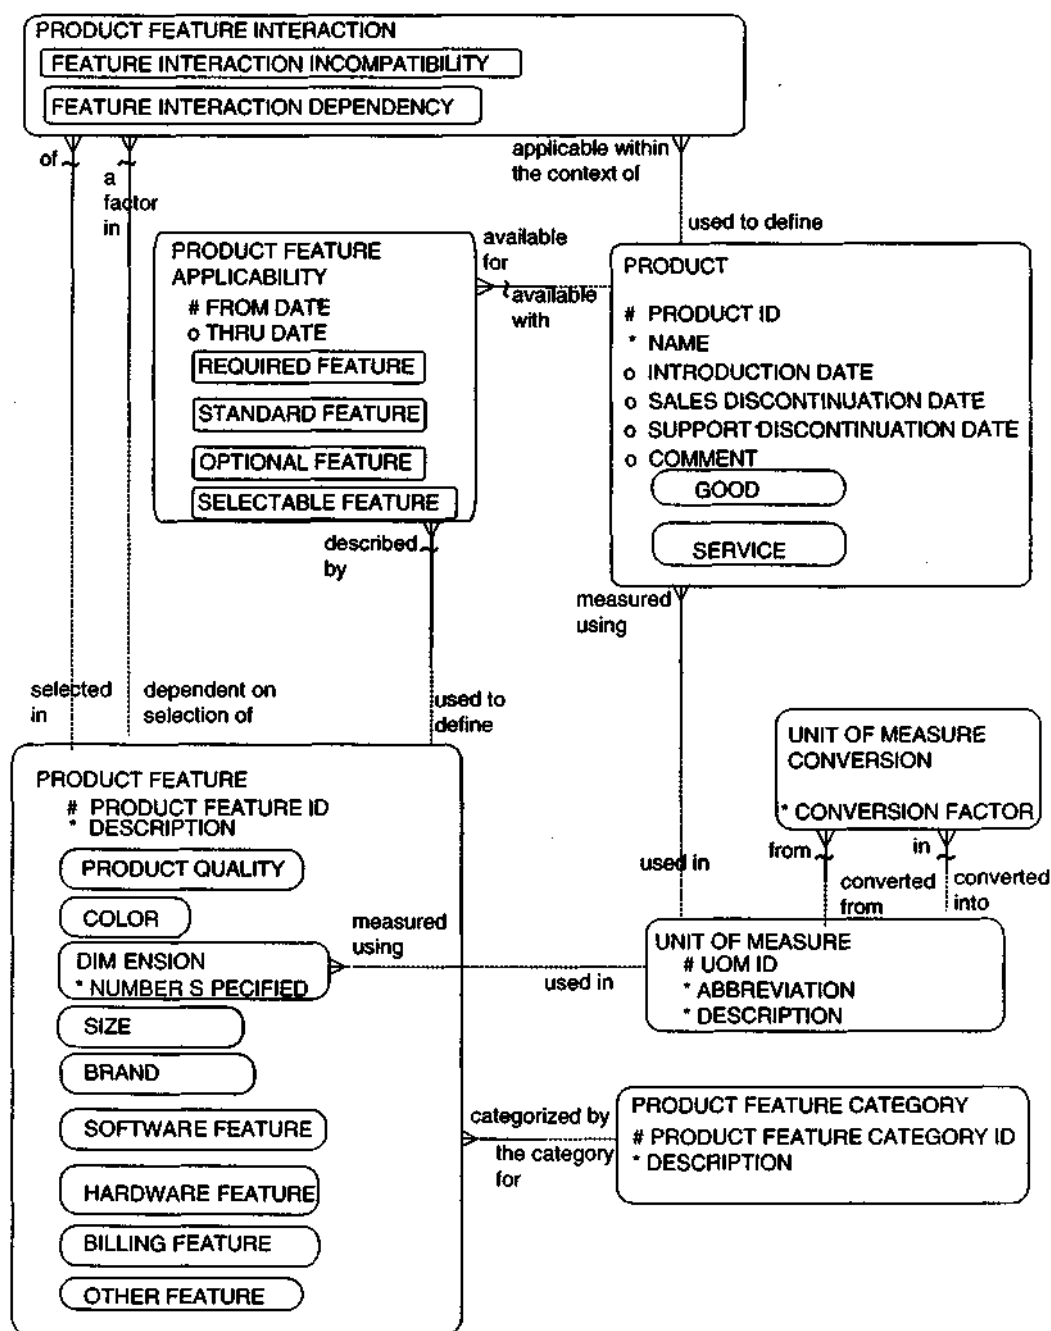 PRODUCT FEATURE INTERACTION
FEATURE INTERACTION INCOMPATIBILITY
FEATURE INTERACTION DEPENDENCY
of
a
factor
in
applicable within
the context of
used to define
PRODUCT FEATURE
APPLICABILITY
# FROM DATE
o THRU DATE
REQUIRED FEATURE
STANDARD FEATURE
OPTIONAL FEATURE
SELECTABLE FEATURE
available
for
available
with
PRODUCT
# PRODUCT ID
* NAME
o INTRODUCTION DATE
o SALES DISCONTINUATION DATE
o SUPPORT DISCONTINUATION DATE
o COMMENT
GOOD
SERVICE
described
by
measured
using
selected
in
dependent on
selection of
used to
define
used in
UNIT OF MEASURE
CONVERSION
* CONVERSION FACTOR
from
in
converted
from
converted
into
PRODUCT FEATURE
# PRODUCT FEATURE ID
* DESCRIPTION
PRODUCT QUALITY
COLOR
DIM ENSION
* NUMBER S PECIFIED
SIZE
BRAND
SOFTWARE FEATURE
HARDWARE FEATURE
BILLING FEATURE
OTHER FEATURE
measured
using
used in
UNIT OF MEASURE
# UOM ID
* ABBREVIATION
* DESCRIPTION
categorized by
the category
for
PRODUCT FEATURE CATEGORY
# PRODUCT FEATURE CATEGORY ID
* DESCRIPTION